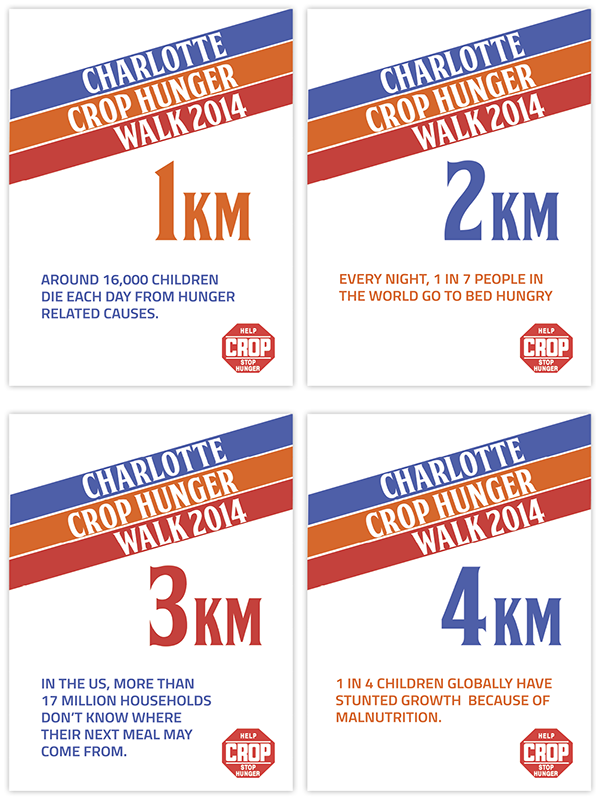 CHARLOTTE
CROP HUNGER
WALK 2014
1KM
AROUND 16,000 CHILDREN
DIE EACH DAY FROM HUNGER
RELATED CAUSES.
HELP
CROP
STOP
HUNGER
CHARLOTTE
CROP HUNGER
WALK 2014
2KM
EVERY NIGHT, 1 IN 7 PEOPLE IN
THE WORLD GO TO BED HUNGRY
HELP
CROP
STOP
HUNGER
CHARLOTTE
CROP HUNGER
WALK 2014
3KM
IN THE US, MORE THAN
17 MILLION HOUSEHOLDS
DON'T KNOW WHERE
THEIR NEXT MEAL MAY
COME FROM.
HELP
CROP
STOP
HUNGER
CHARLOTTE
CROP HUNGER
WALK 2014
4KM
1 IN 4 CHILDREN GLOBALLY HAVE
STUNTED GROWTH  BECAUSE OF
MALNUTRITION.
HELP
CROP
STOP
HUNGER